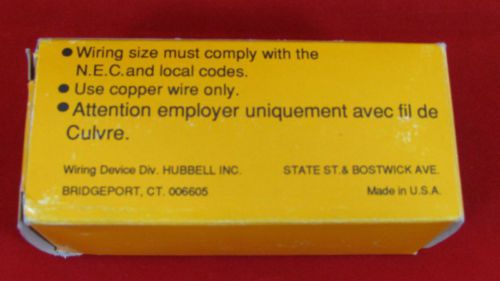 ● Wiring size must comply with the
N.E.C. and local codes.
● Use copper wire only.
● Attention employer uniquement avec fil de
Culvre.
Wiring Device Div. HUBBELL INC. STATE ST. & BOSTWICK AVE.
BRIDGEPORT, CT. 006605 Made in U.S.A.